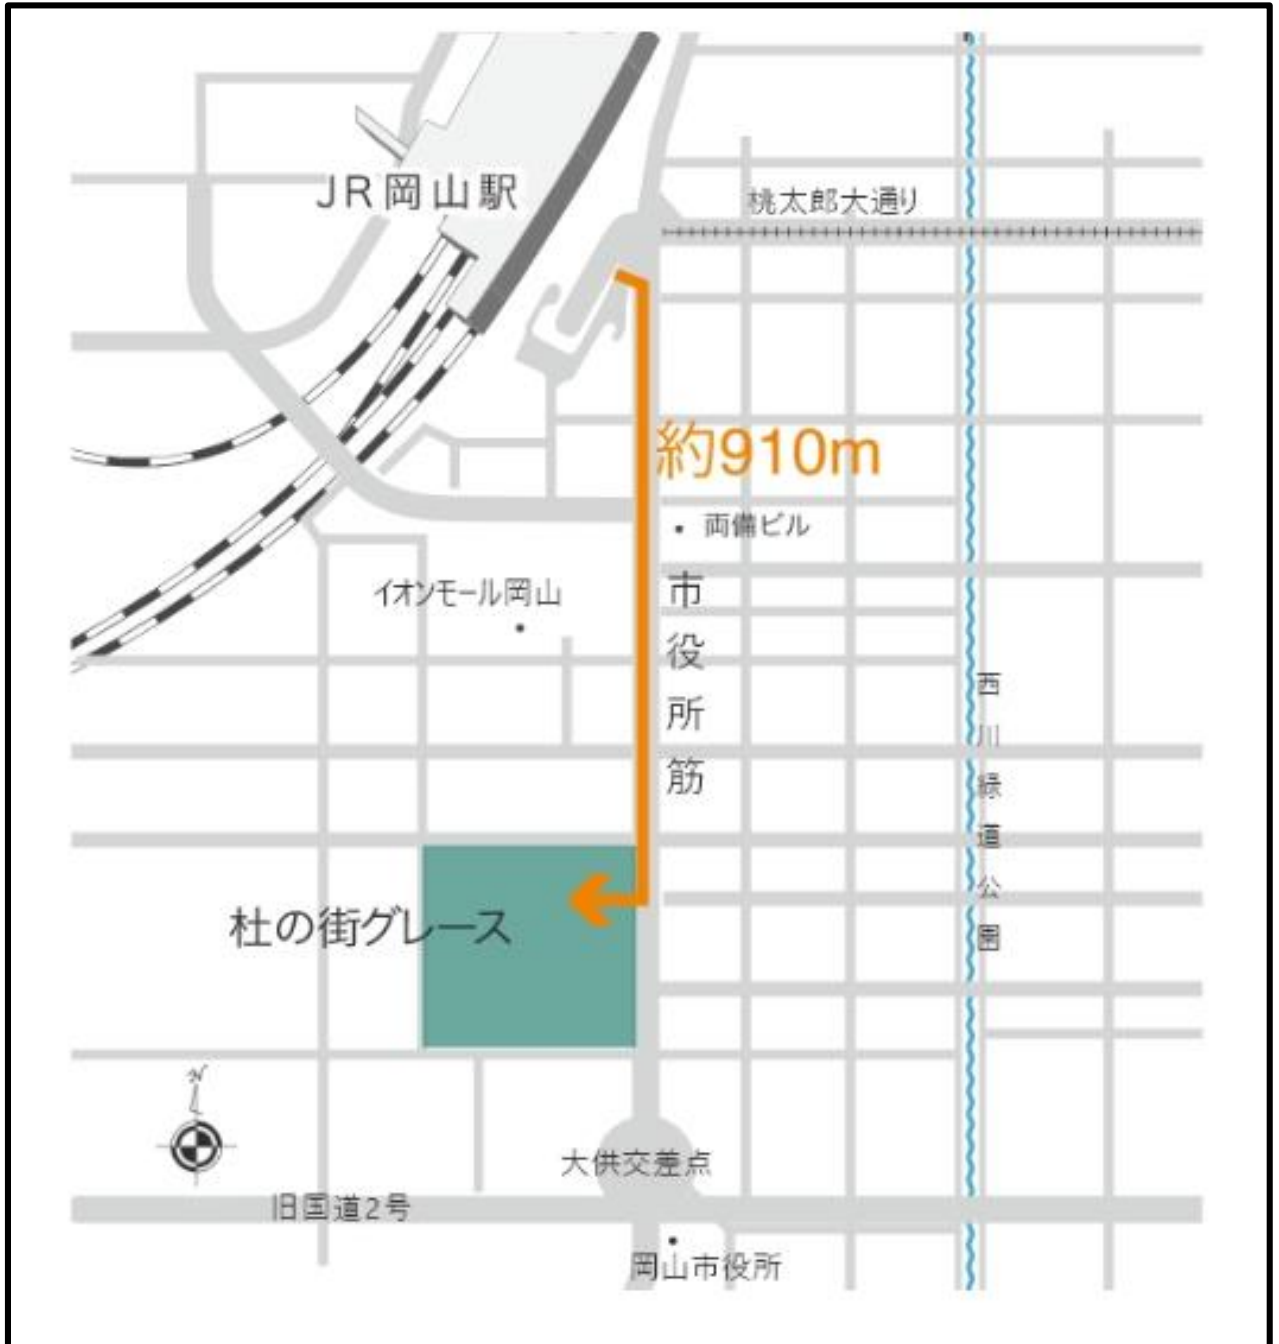 JR岡山駅
桃太郎大通り
約910m
両備ビル
イオンモール岡山
市役所筋
西川緑道公園
杜の街グレース
N
大供交差点
旧国道2号
岡山市役所